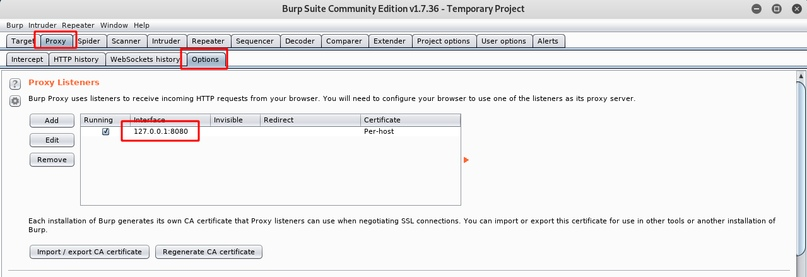 Burp Suite Community Edition v1.7.36 - Temporary Project
Burp Intruder Repeater Window Help
Target Proxy Spider Scanner Intruder Repeater Sequencer Decoder Comparer Extender Project options User options Alerts
Intercept HTTP history WebSockets history Options
? Proxy Listeners
Burp Proxy uses listeners to receive incoming HTTP requests from your browser. You will need to configure your browser to use one of the listeners as its proxy server.
Add Running Interface Invisible Redirect Certificate
127.0.0.1:8080 Per-host
Edit
Remove
Each installation of Burp generates its own CA certificate that Proxy listeners can use when negotiating SSL connections. You can import or export this certificate for use in other tools or another installation of
Burp.
Import / export CA certificate Regenerate CA certificate